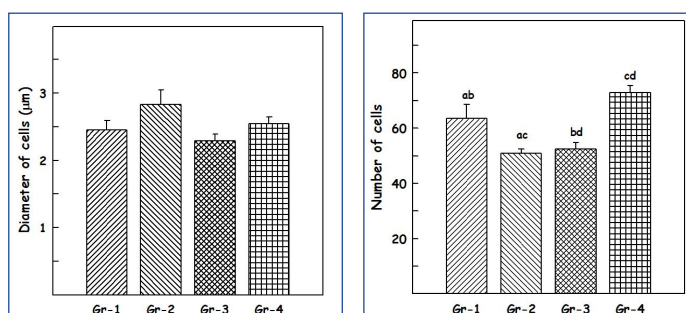 Diameter of cells (µm)
3
2
1
Gr-1 Gr-2 Gr-3 Gr-4
Number of cells
80
60
40
20
ab
ac
bd
cd
Gr-1 Gr-2 Gr-3 Gr-4